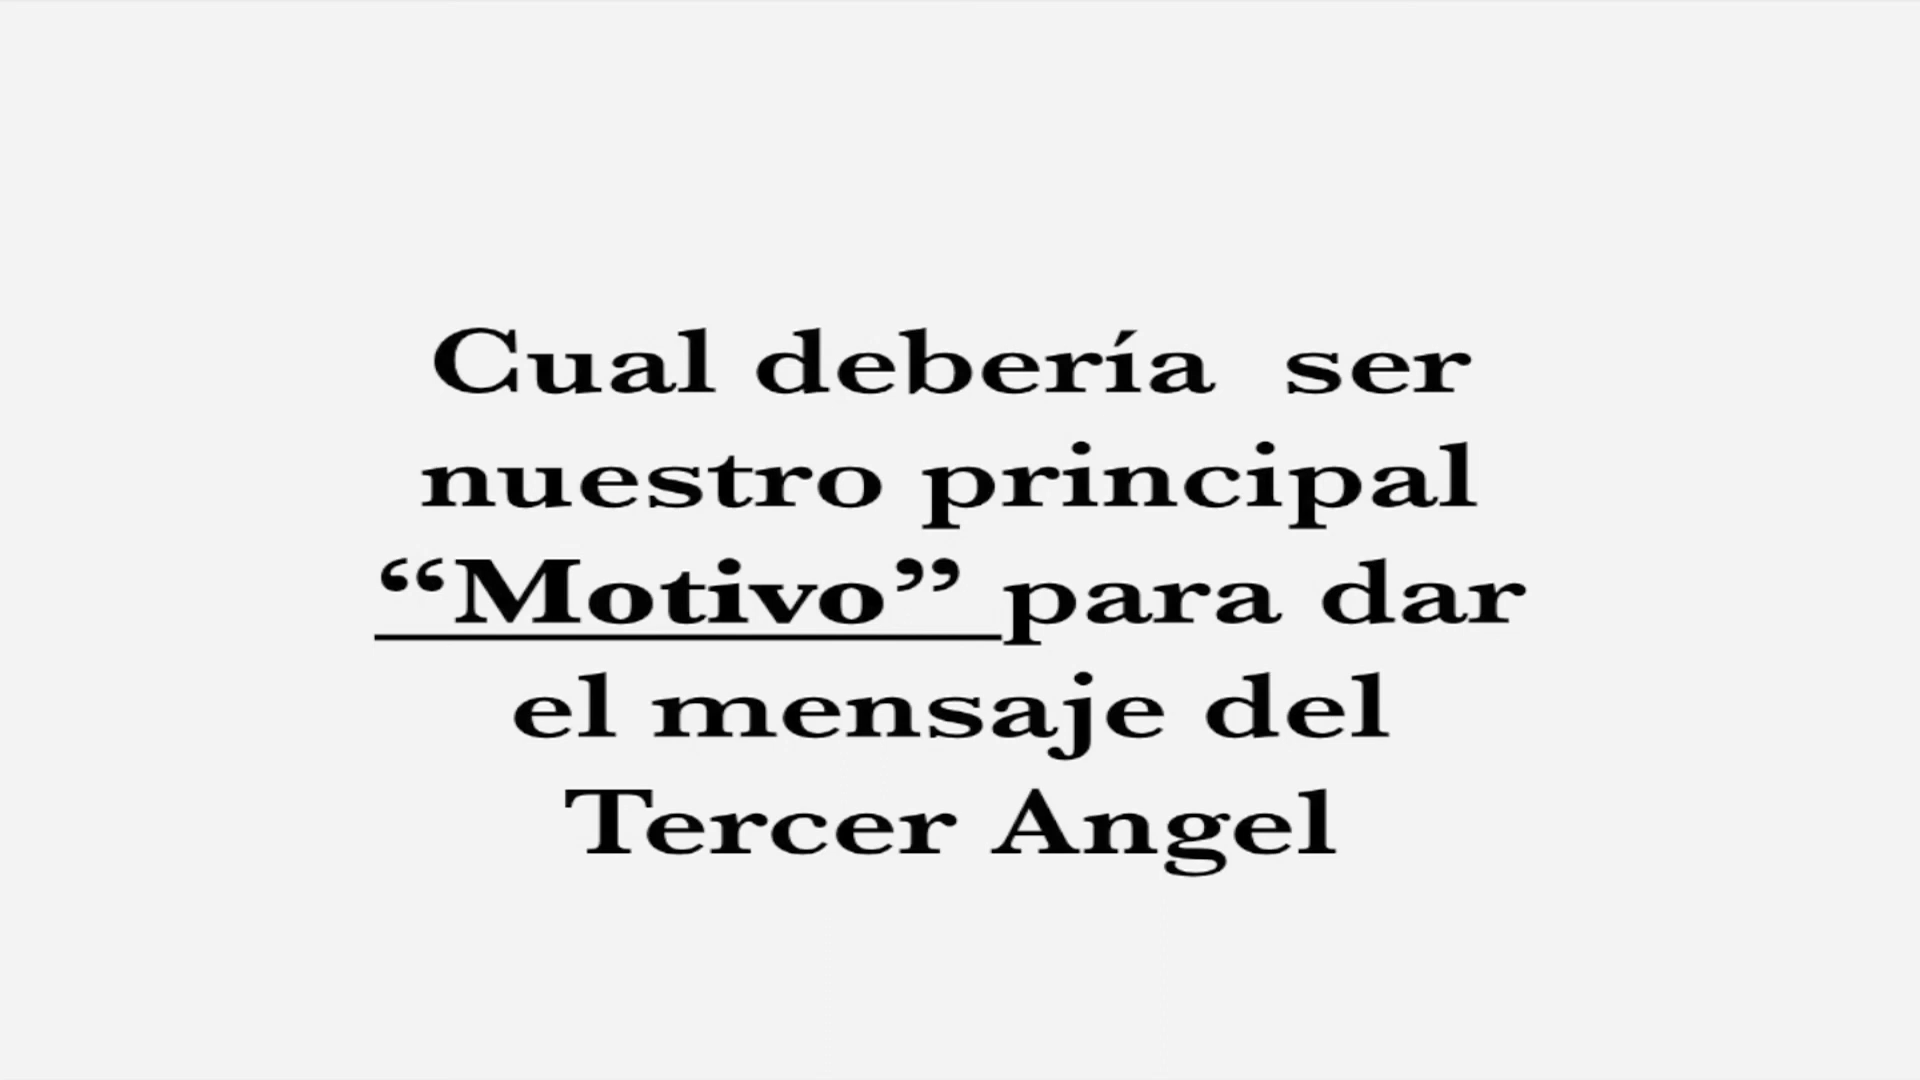 Cual debería  ser
nuestro principal
“Motivo” para dar
el mensaje del
Tercer Angel